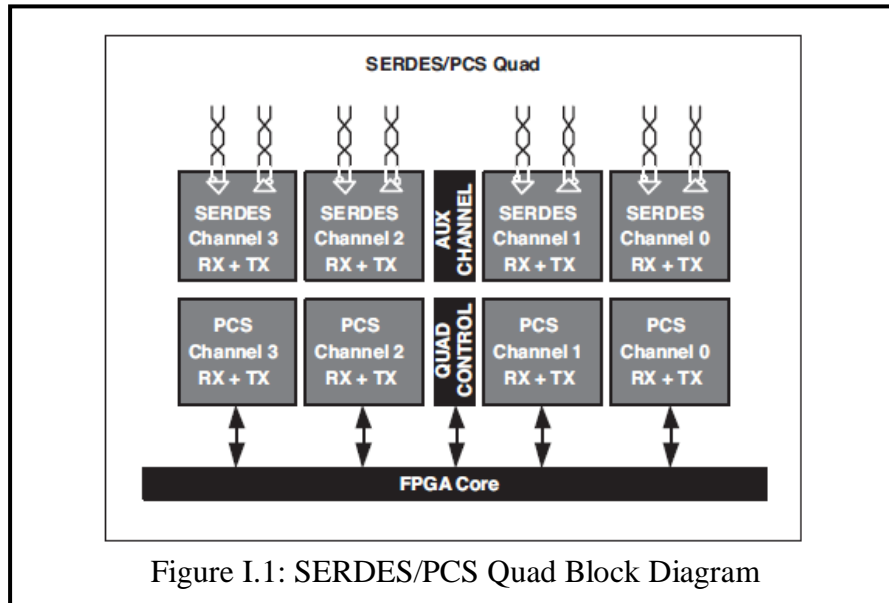 SERDES/PCS Quad
SERDES
Channel 3
RX + TX
SERDES
Channel 2
RX + TX
AUX
CHANNEL
SERDES
Channel 1
RX + TX
SERDES
Channel 0
RX + TX
PCS
Channel 3
RX + TX
PCS
Channel 2
RX + TX
QUAD
CONTROL
PCS
Channel 1
RX + TX
PCS
Channel 0
RX + TX
FPGA Core
Figure I.1: SERDES/PCS Quad Block Diagram